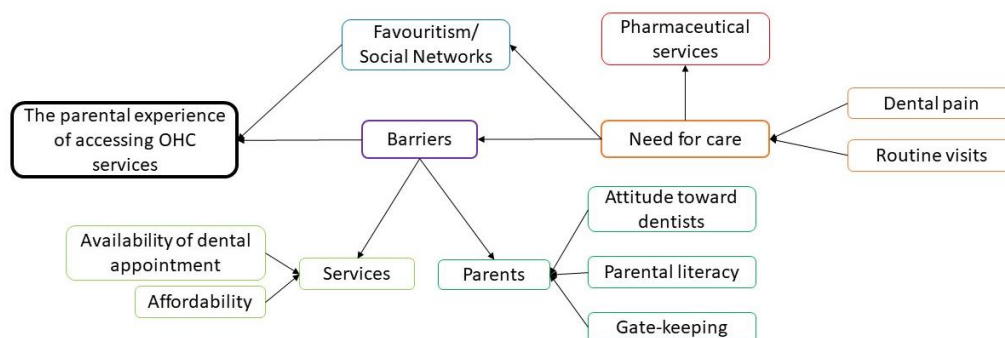 Favouritism/
Social Networks
Pharmaceutical
services
The parental experience
of accessing OHC
services
Barriers
Need for care
Dental pain
Routine visits
Attitude toward
dentists
Availability of dental
appointment
Services
Parents
Parental literacy
Affordability
Gate-keeping